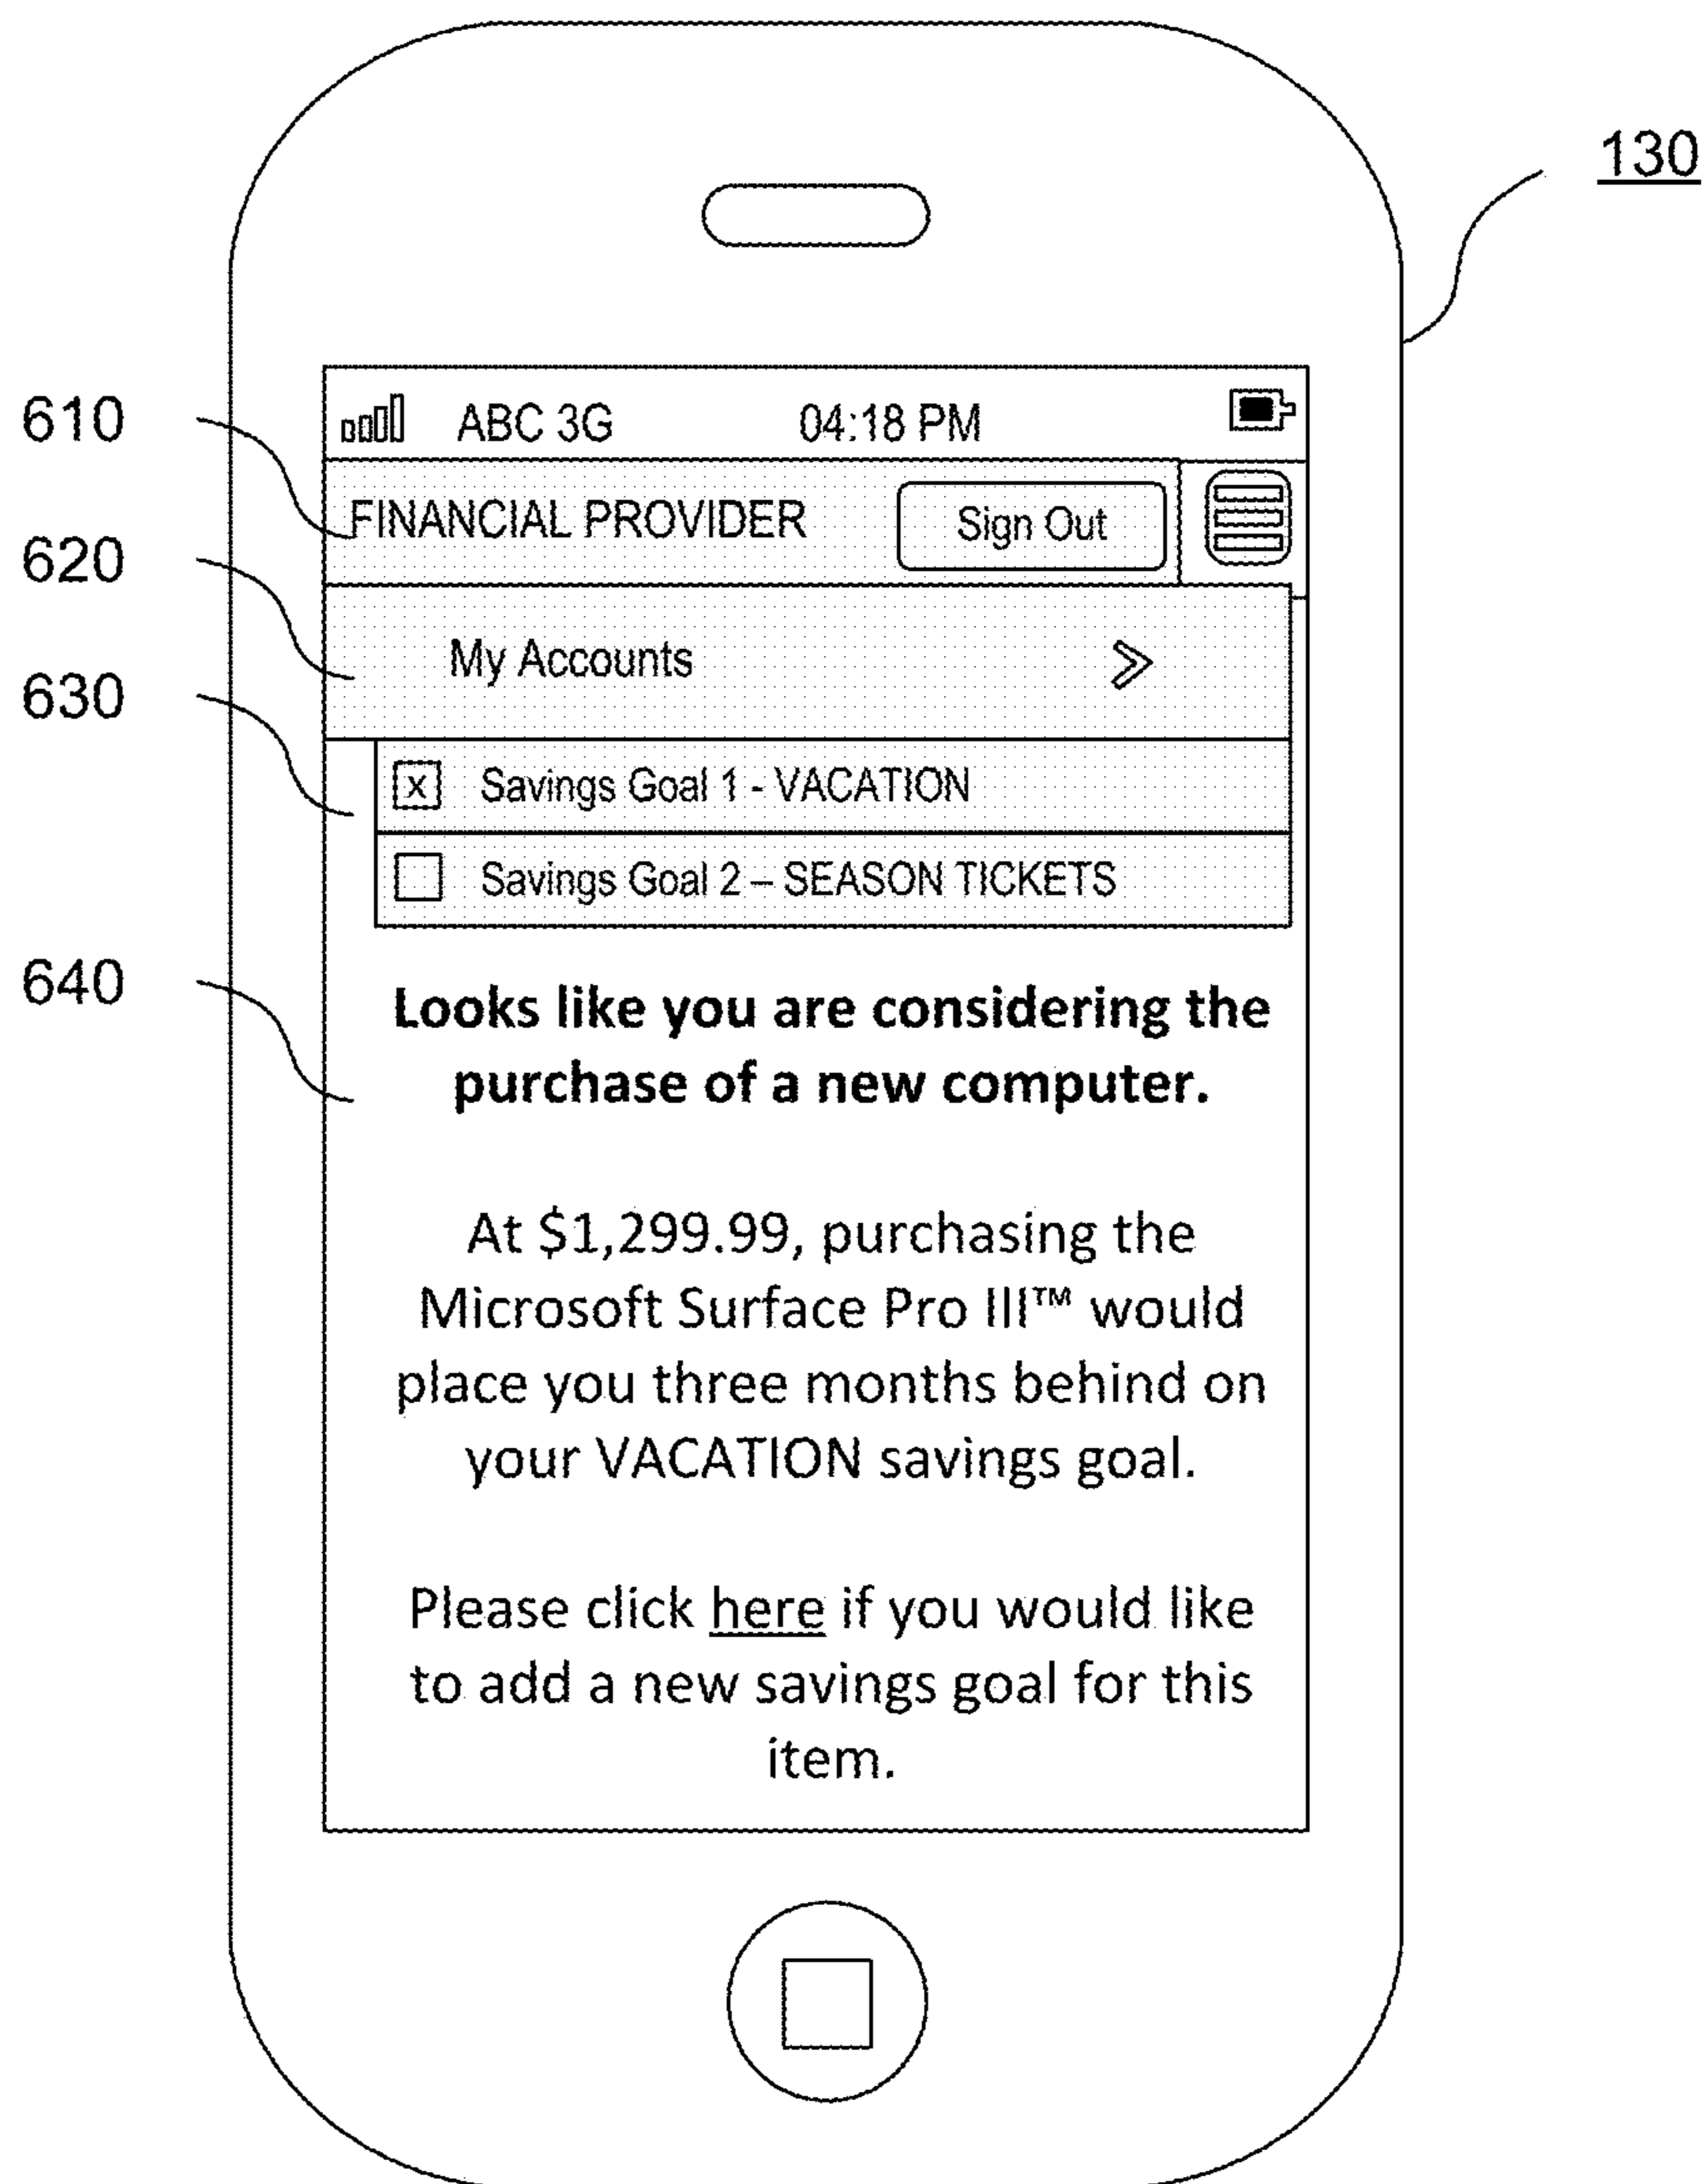 130
610
ABC 3G 04:18 PM
FINANCIAL PROVIDER Sign Out
620
My Accounts
630
x Savings Goal 1 - VACATION
Savings Goal 2 – SEASON TICKETS
640
Looks like you are considering the
purchase of a new computer.
At $1,299.99, purchasing the
Microsoft Surface Pro III™ would
place you three months behind on
your VACATION savings goal.
Please click here if you would like
to add a new savings goal for this
item.